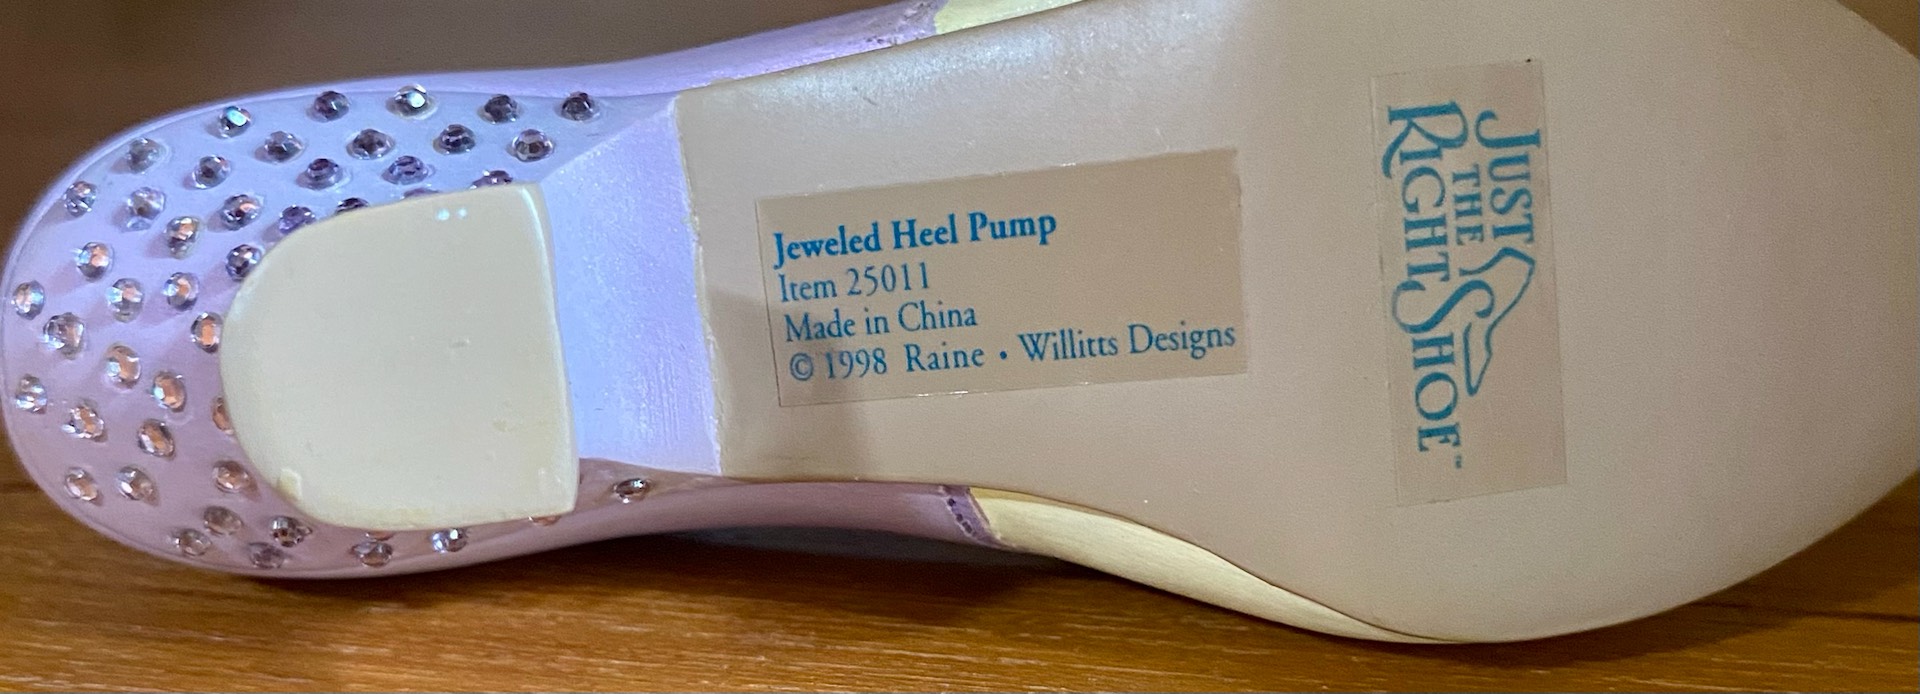 Jeweled Heel Pump
Item 25011
Made in China
© 1998 Raine • Willitts Designs
JUST
THE
RIGHT SHOE™